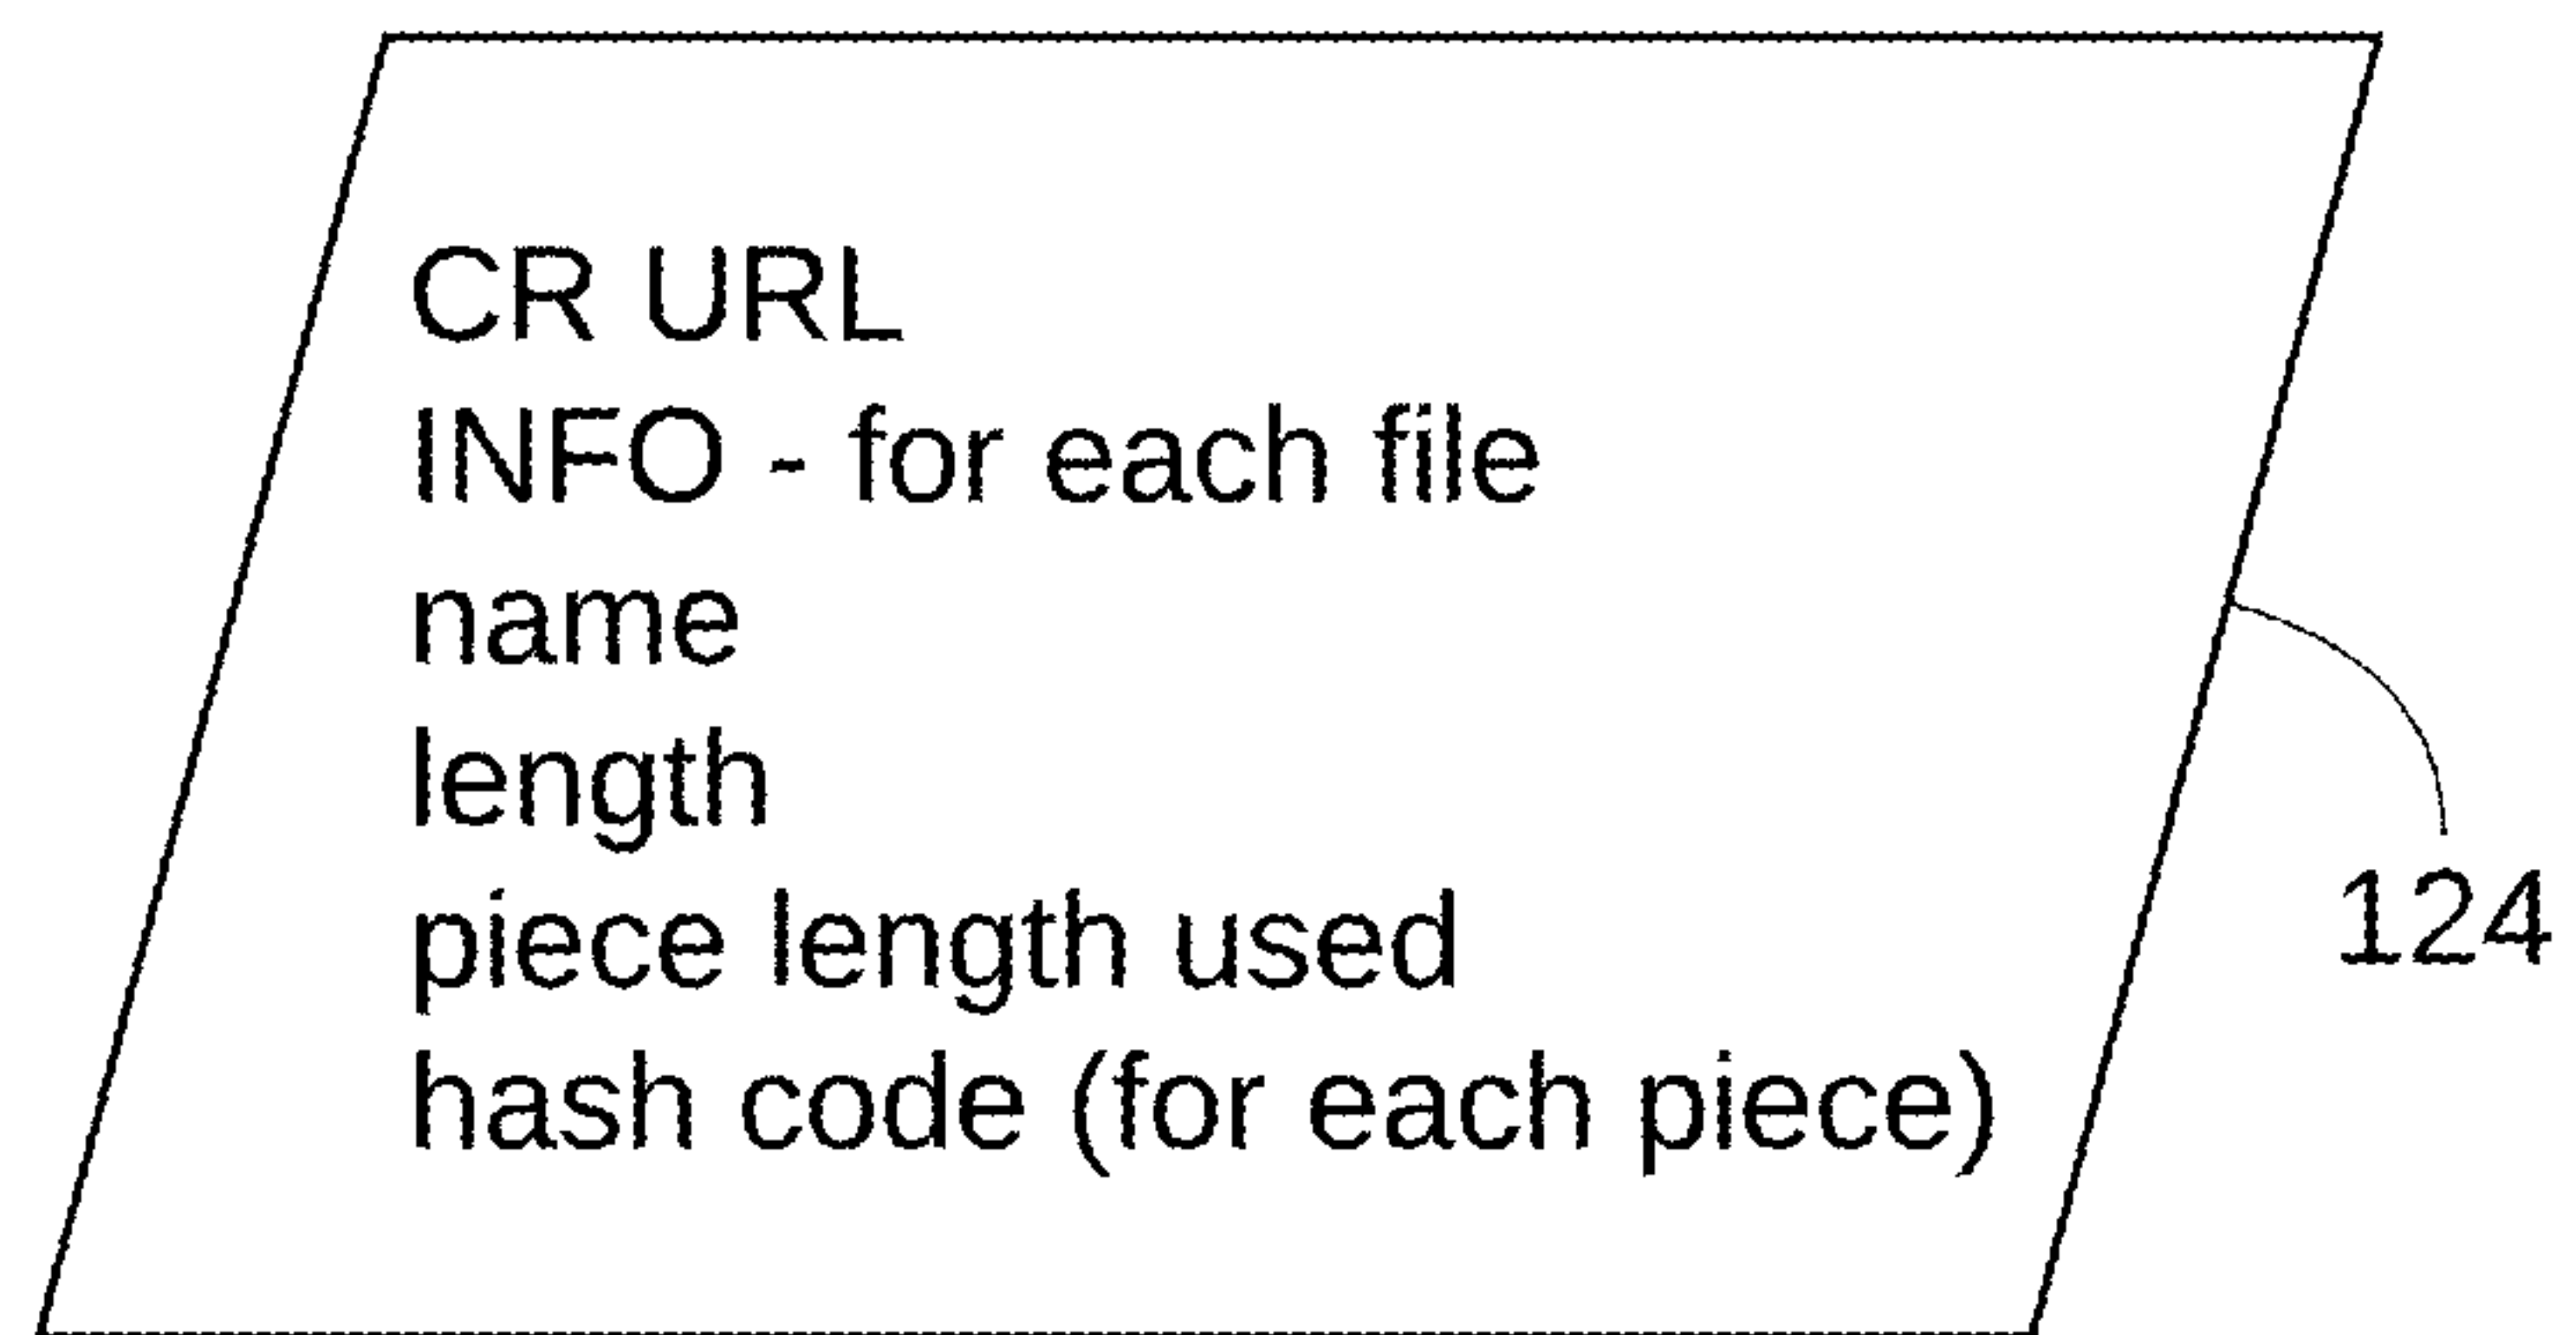 CR URL
INFO - for each file
name
length
piece length used
hash code (for each piece)
124